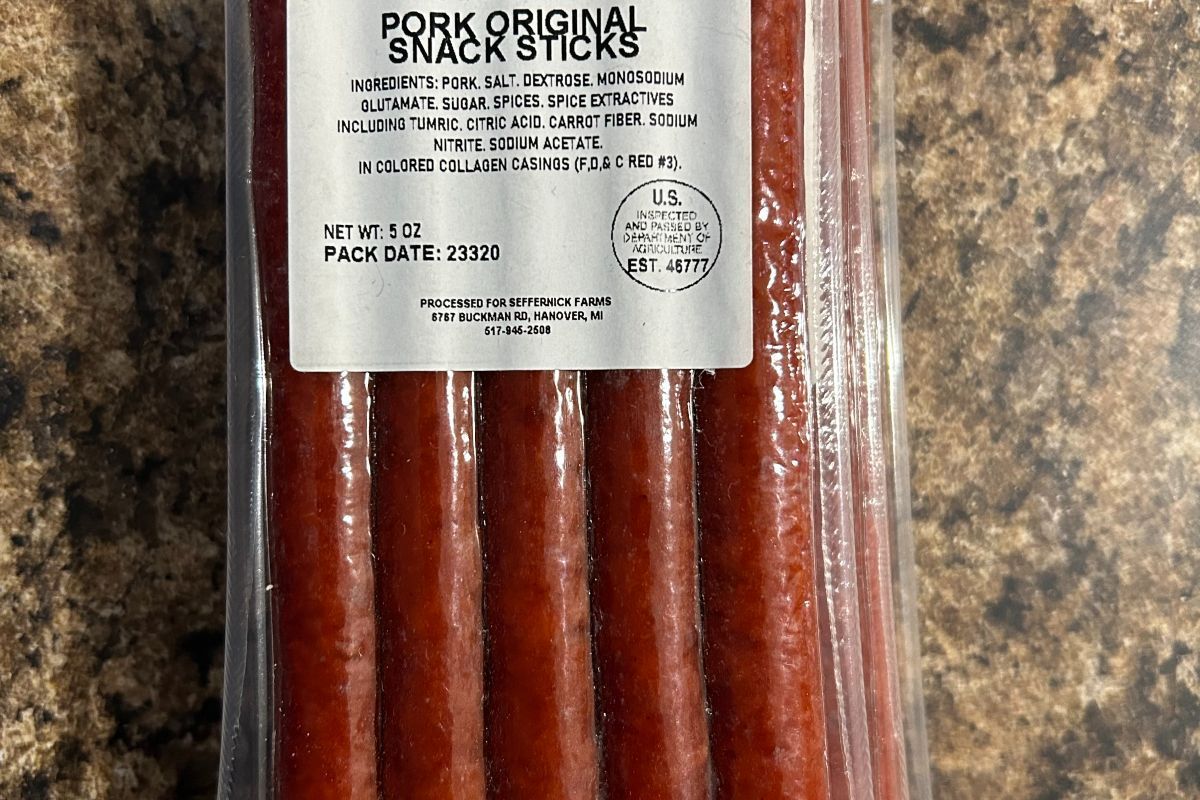 PORK ORIGINAL
SNACK STICKS
INGREDIENTS: PORK, SALT, DEXTROSE, MONOSODIUM
GLUTAMATE, SUGAR, SPICES, SPICE EXTRACTIVES
INCLUDING TUMRIC, CITRIC ACID, CARROT FIBER, SODIUM
NITRITE, SODIUM ACETATE.
IN COLORED COLLAGEN CASINGS (F,D,& C RED #3).
NET WT: 5 OZ
PACK DATE: 23320
U.S.
INSPECTED
AND PASSED BY
DEPARTMENT OF
AGRICULTURE
EST. 46777
PROCESSED FOR SEFFERNICK FARMS
6767 BUCKMAN RD, HANOVER, MI
517-945-2508